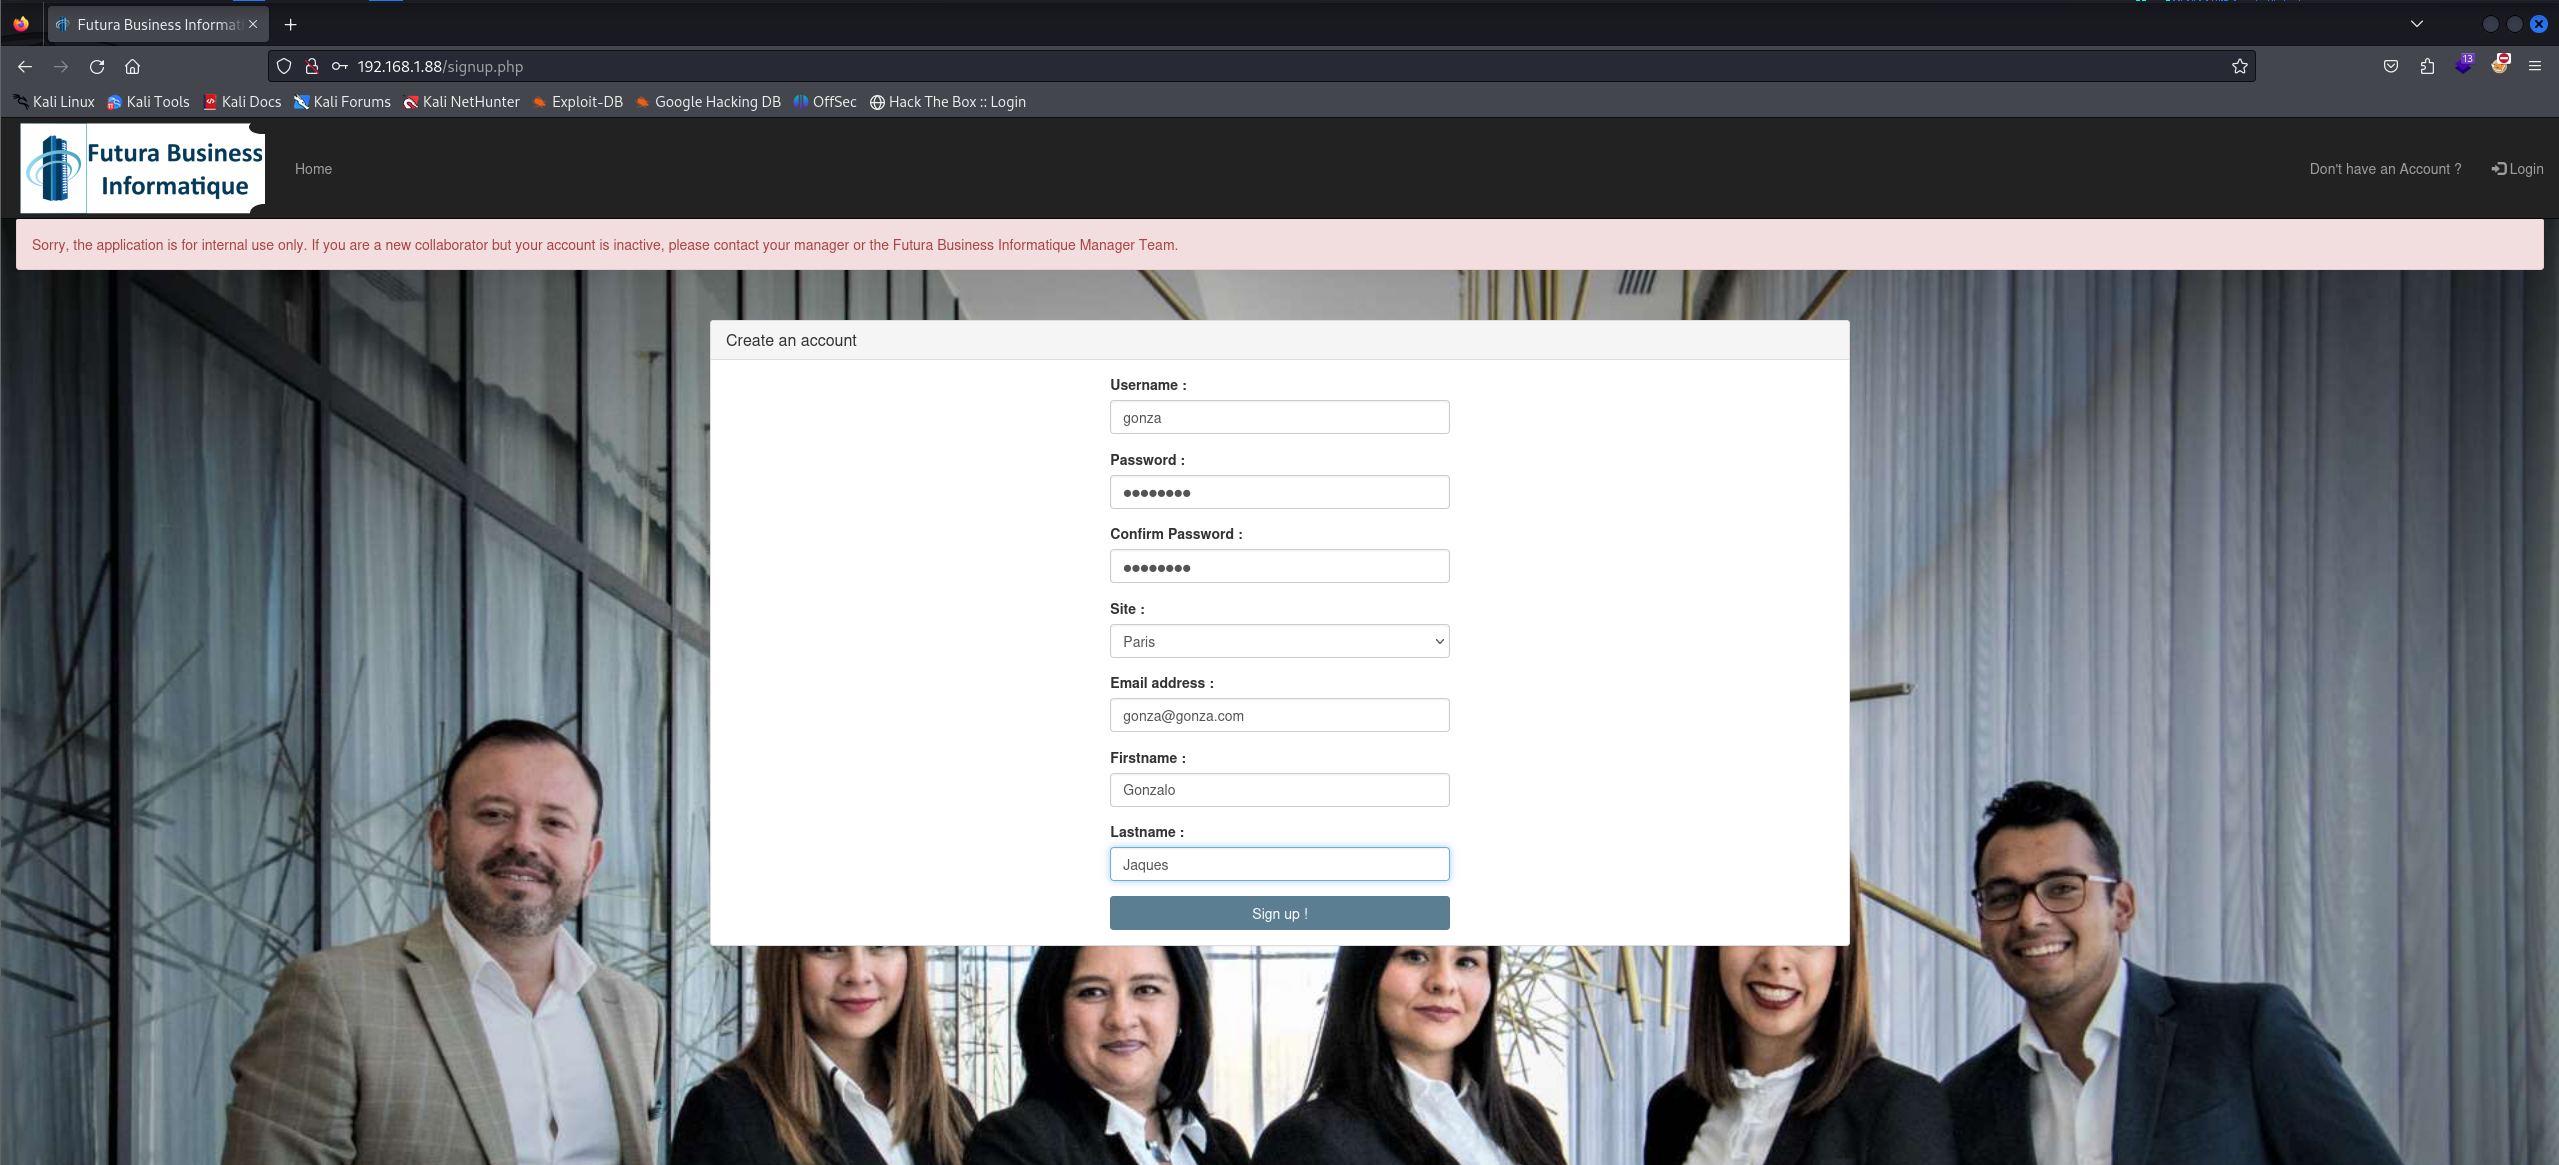 Futura Business Informat
192.168.1.88/signup.php
13
Kali Linux Kali Tools Kali Docs Kali Forums Kali NetHunter Exploit-DB Google Hacking DB OffSec Hack The Box :: Login
Futura Business
Informatique
Home
Don't have an Account ?
Login
Sorry, the application is for internal use only. If you are a new collaborator but your account is inactive, please contact your manager or the Futura Business Informatique Manager Team.
Create an account
Username :
gonza
Password :
Confirm Password :
Site :
Paris
Email address :
gonza@gonza.com
Firstname :
Gonzalo
Lastname :
Jaques
Sign up !